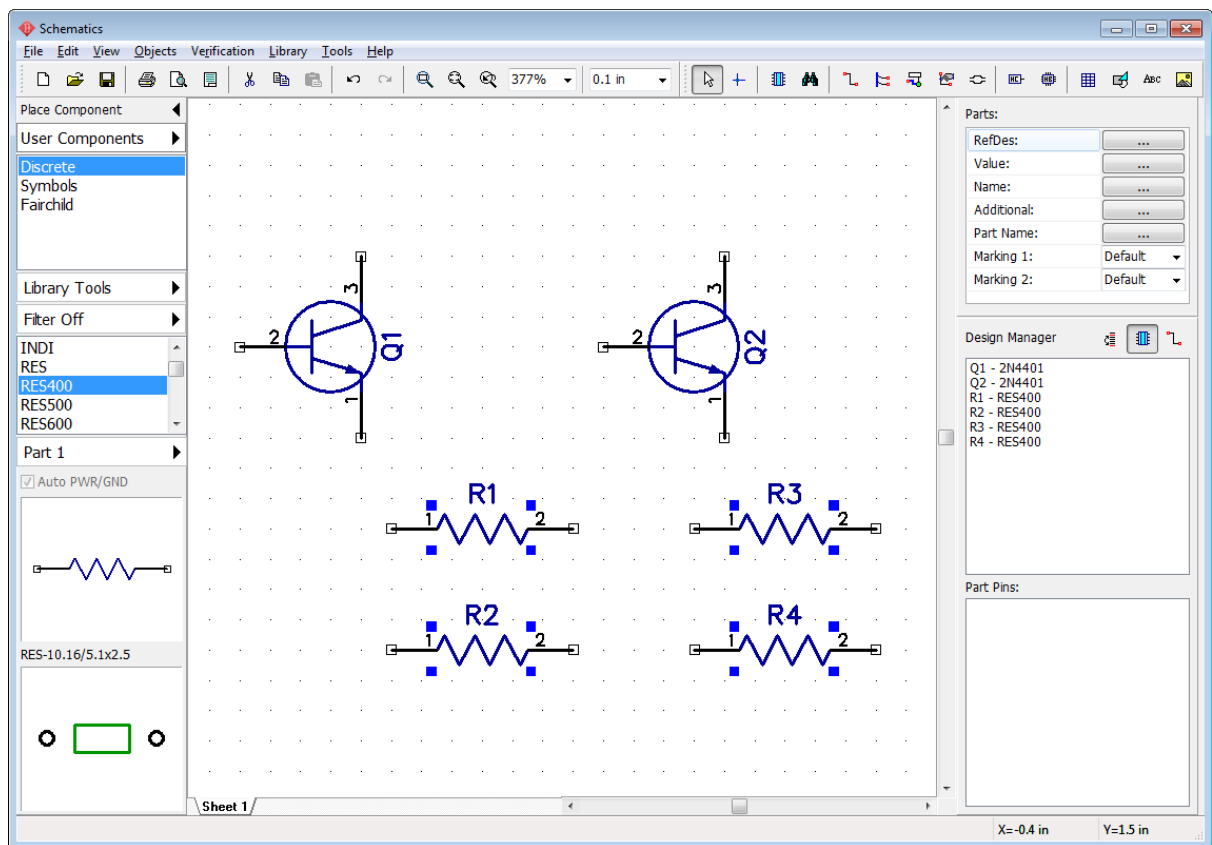 Schematics
File Edit View Objects Verification Library Tools Help
377% 0.1 in ABC
Place Component
User Components
Discrete
Symbols
Fairchild
Library Tools
Filter Off
INDI
RES
RES400
RES500
RES600
Part 1
Auto PWR/GND
RES-10.16/5.1x2.5
3
2
Q1
1
3
2
Q2
1
R1
1 2
R3
1 2
R2
1 2
R4
1 2
Sheet 1
Parts:
RefDes: ...
Value: ...
Name: ...
Additional: ...
Part Name: ...
Marking 1: Default
Marking 2: Default
Design Manager
Q1 - 2N4401
Q2 - 2N4401
R1 - RES400
R2 - RES400
R3 - RES400
R4 - RES400
Part Pins:
X=-0.4 in Y=1.5 in